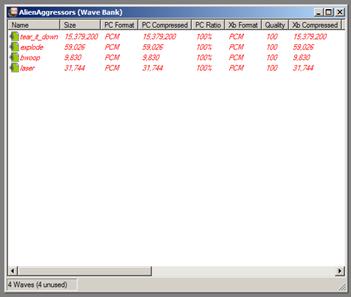 AlienAggressors (Wave Bank)
Name Size PC Format PC Compressed PC Ratio Xb Format Quality Xb Compressed
tear_it_down 15,379,200 PCM 15,379,200 100% PCM 100 15,379,200
explode 59,026 PCM 59,026 100% PCM 100 59,026
bwoop 9,830 PCM 9,830 100% PCM 100 9,830
laser 31,744 PCM 31,744 100% PCM 100 31,744
4 Waves (4 unused)